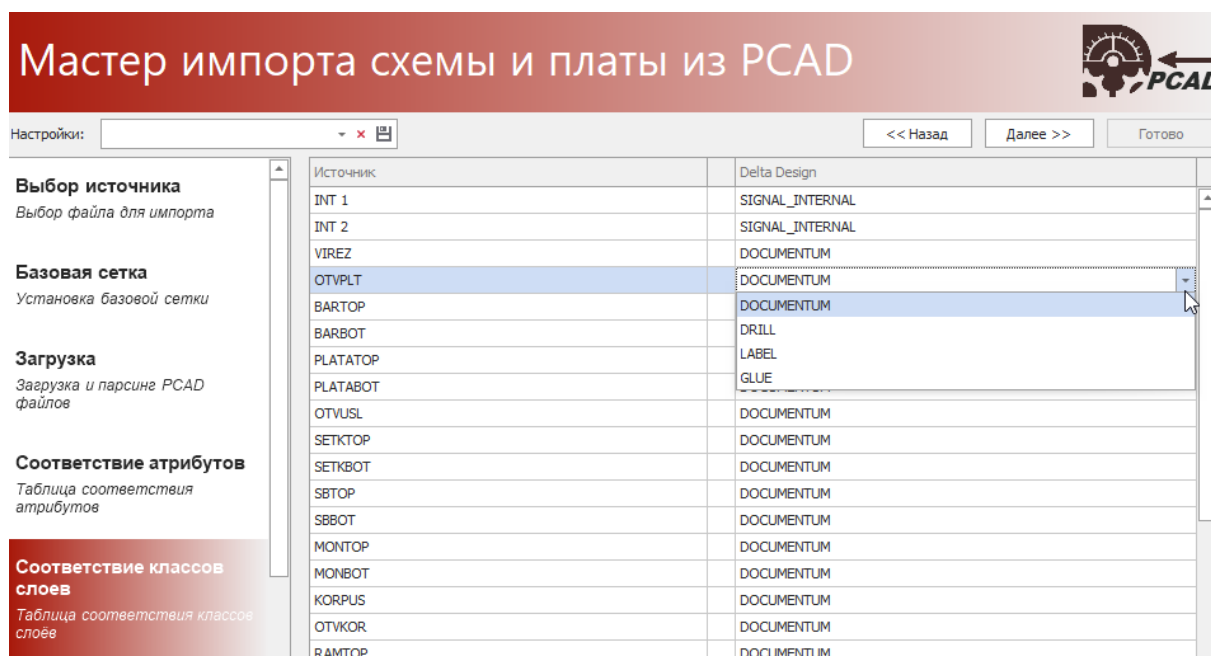 Мастер импорта схемы и платы из PCAD
PCAD
Настройки:
<< Назад
Далее >>
Готово
Выбор источника
Выбор файла для импорта
Базовая сетка
Установка базовой сетки
Загрузка
Загрузка и парсинг PCAD
файлов
Соответствие атрибутов
Таблица соответствия
атрибутов
Соответствие классов
слоев
Таблица соответствия классов
слоёв
Источник Delta Design
INT 1 SIGNAL_INTERNAL
INT 2 SIGNAL_INTERNAL
VIREZ DOCUMENTUM
OTVPLT DOCUMENTUM
BARTOP DOCUMENTUM
BARBOT DRILL
PLATATOP LABEL
PLATABOT GLUE
OTVUSL DOCUMENTUM
SETKTOP DOCUMENTUM
SETKBOT DOCUMENTUM
SBTOP DOCUMENTUM
SBBOT DOCUMENTUM
MONTOP DOCUMENTUM
MONBOT DOCUMENTUM
KORPUS DOCUMENTUM
OTVKOR DOCUMENTUM
RAMTOP DOCUMENTUM